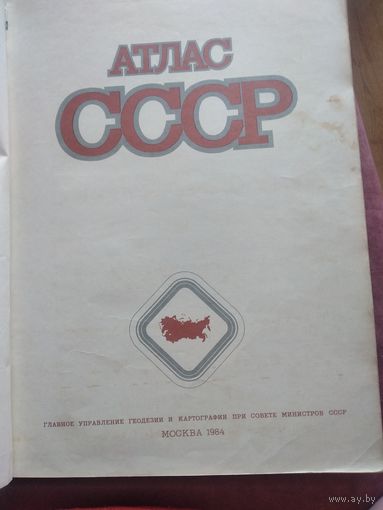 АТЛАС
СССР
ГЛАВНОЕ УПРАВЛЕНИЕ ГЕОДЕЗИИ И КАРТОГРАФИИ ПРИ СОВЕТЕ МИНИСТРОВ СССР
МОСКВА 1984
www.ay.by